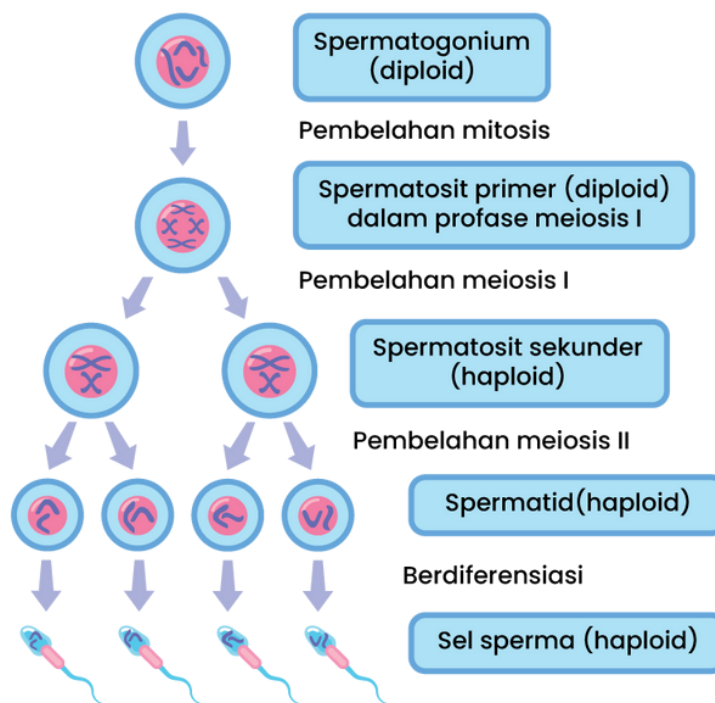 Spermatogonium
(diploid)
Pembelahan mitosis
Spermatosit primer (diploid)
dalam profase meiosis I
Pembelahan meiosis I
Spermatosit sekunder
(haploid)
Pembelahan meiosis II
Spermatid(haploid)
Berdiferensiasi
Sel sperma (haploid)